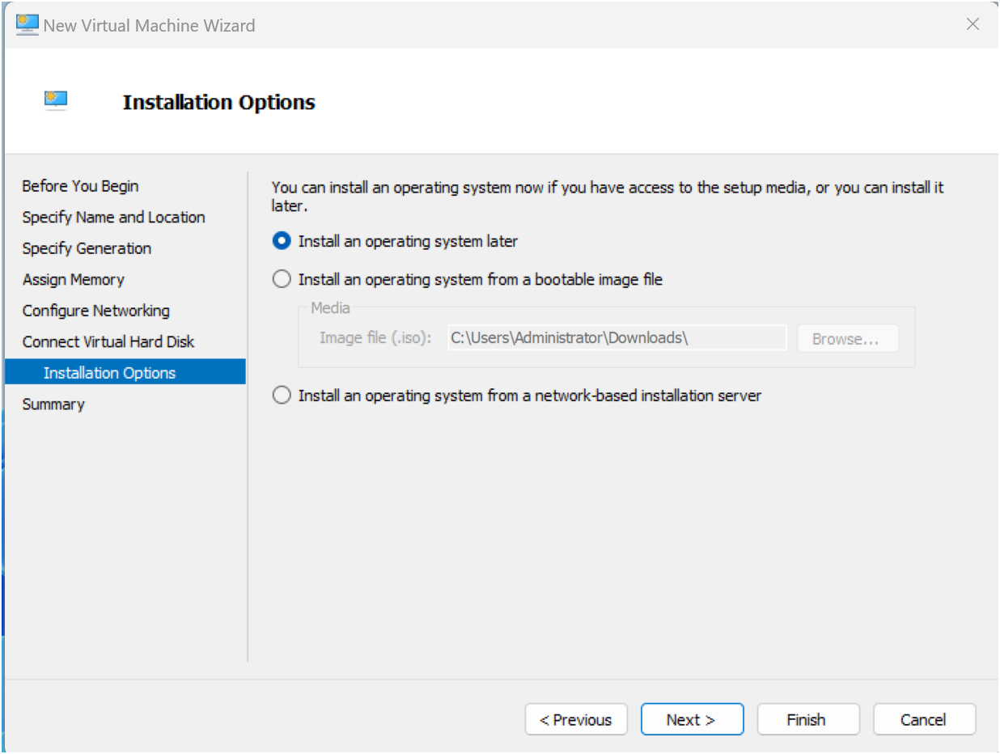 New Virtual Machine Wizard
Installation Options
Before You Begin
Specify Name and Location
Specify Generation
Assign Memory
Configure Networking
Connect Virtual Hard Disk
Installation Options
Summary
You can install an operating system now if you have access to the setup media, or you can install it
later.
Install an operating system later
Install an operating system from a bootable image file
Media
Image file (.iso): C:\Users\Administrator\Downloads\ Browse...
Install an operating system from a network-based installation server
< Previous Next > Finish Cancel